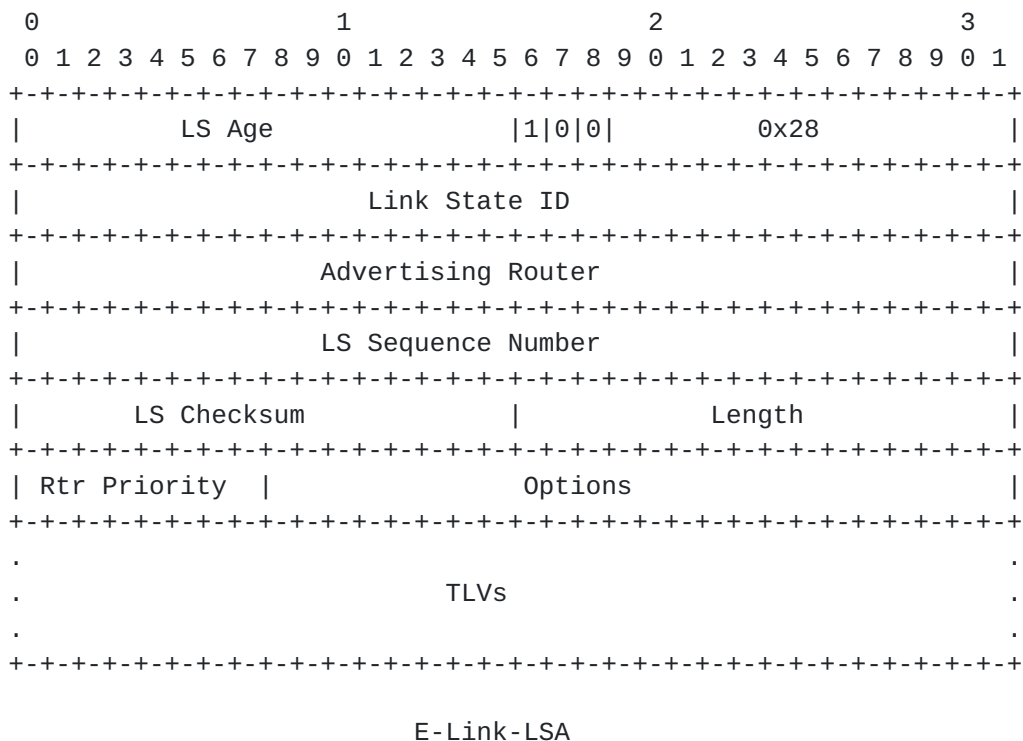 0                   1                   2                   3
 0 1 2 3 4 5 6 7 8 9 0 1 2 3 4 5 6 7 8 9 0 1 2 3 4 5 6 7 8 9 0 1
+-+-+-+-+-+-+-+-+-+-+-+-+-+-+-+-+-+-+-+-+-+-+-+-+-+-+-+-+-+-+-+-+
|          LS Age               |1|0|0|         0x28            |
+-+-+-+-+-+-+-+-+-+-+-+-+-+-+-+-+-+-+-+-+-+-+-+-+-+-+-+-+-+-+-+-+
|                      Link State ID                            |
+-+-+-+-+-+-+-+-+-+-+-+-+-+-+-+-+-+-+-+-+-+-+-+-+-+-+-+-+-+-+-+-+
|                   Advertising Router                          |
+-+-+-+-+-+-+-+-+-+-+-+-+-+-+-+-+-+-+-+-+-+-+-+-+-+-+-+-+-+-+-+-+
|                   LS Sequence Number                          |
+-+-+-+-+-+-+-+-+-+-+-+-+-+-+-+-+-+-+-+-+-+-+-+-+-+-+-+-+-+-+-+-+
|       LS Checksum             |            Length             |
+-+-+-+-+-+-+-+-+-+-+-+-+-+-+-+-+-+-+-+-+-+-+-+-+-+-+-+-+-+-+-+-+
| Rtr Priority  |                Options                        |
+-+-+-+-+-+-+-+-+-+-+-+-+-+-+-+-+-+-+-+-+-+-+-+-+-+-+-+-+-+-+-+-+
.                                                               .
.                           TLVs                                .
.                                                               .
+-+-+-+-+-+-+-+-+-+-+-+-+-+-+-+-+-+-+-+-+-+-+-+-+-+-+-+-+-+-+-+-+
                          E-Link-LSA